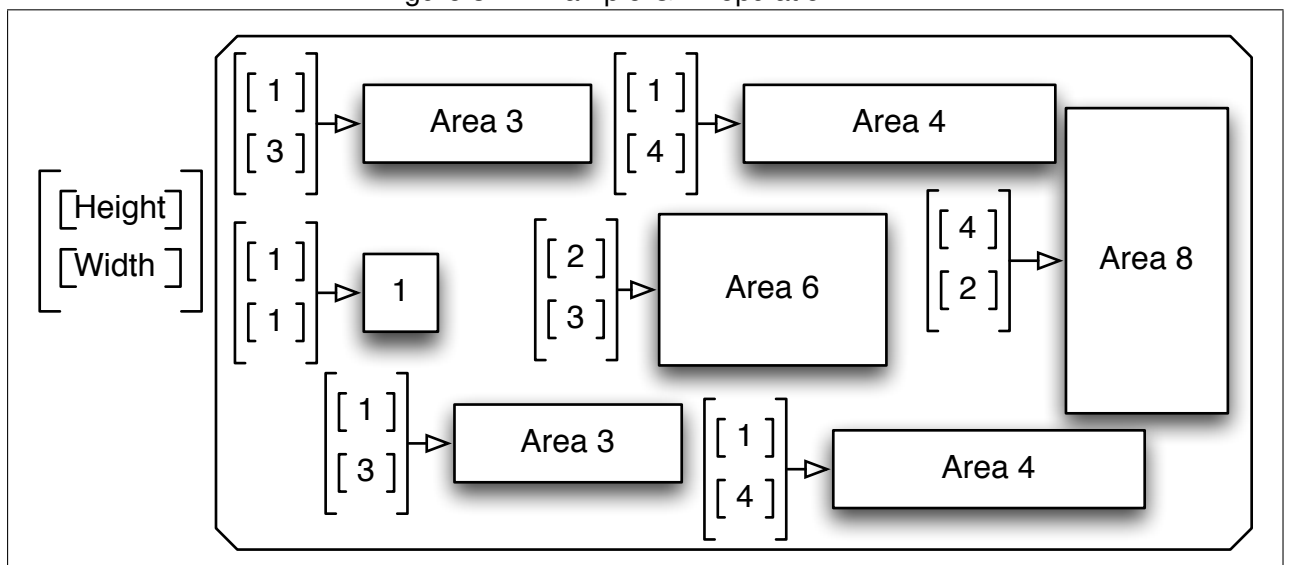 [ 1 ]
[ 3 ]
Area 3
[ 1 ]
[ 4 ]
Area 4
[Height]
[Width ]
[ 1 ]
[ 1 ]
1
[ 2 ]
[ 3 ]
Area 6
[ 4 ]
[ 2 ]
Area 8
[ 1 ]
[ 3 ]
Area 3
[ 1 ]
[ 4 ]
Area 4